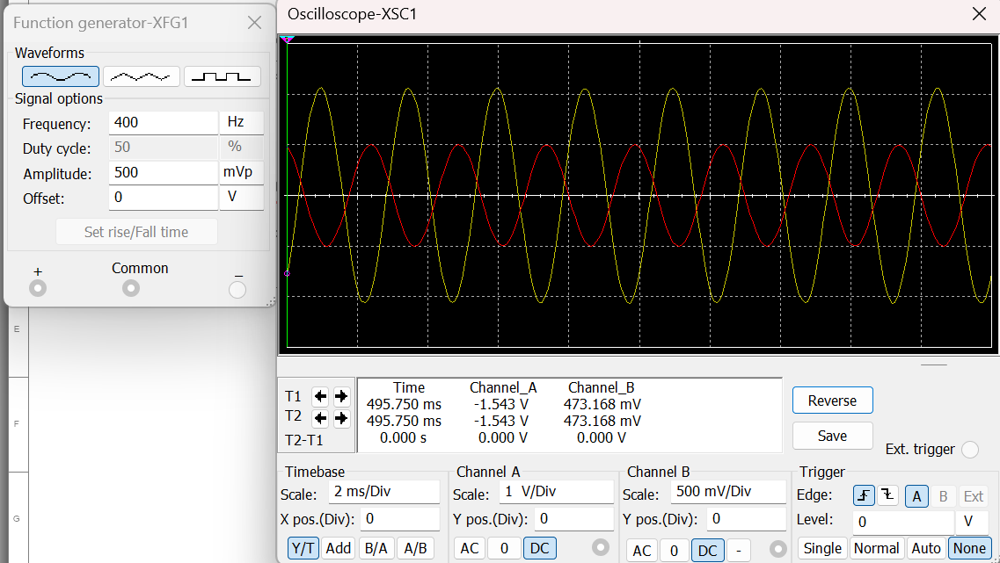 Function generator-XFG1
Waveforms
Signal options
Frequency: 400 Hz
Duty cycle: 50 %
Amplitude: 500 mVp
Offset: 0 V
Set rise/Fall time
+ Common –
E
F
G
Oscilloscope-XSC1
Time Channel_A Channel_B
T1 495.750 ms -1.543 V 473.168 mV
T2 495.750 ms -1.543 V 473.168 mV
T2-T1 0.000 s 0.000 V 0.000 V
Reverse
Save
Ext. trigger
Timebase
Scale: 2 ms/Div
X pos.(Div): 0
Y/T Add B/A A/B
Channel A
Scale: 1 V/Div
Y pos.(Div): 0
AC 0 DC
Channel B
Scale: 500 mV/Div
Y pos.(Div): 0
AC 0 DC -
Trigger
Edge: A B Ext
Level: 0 V
Single Normal Auto None